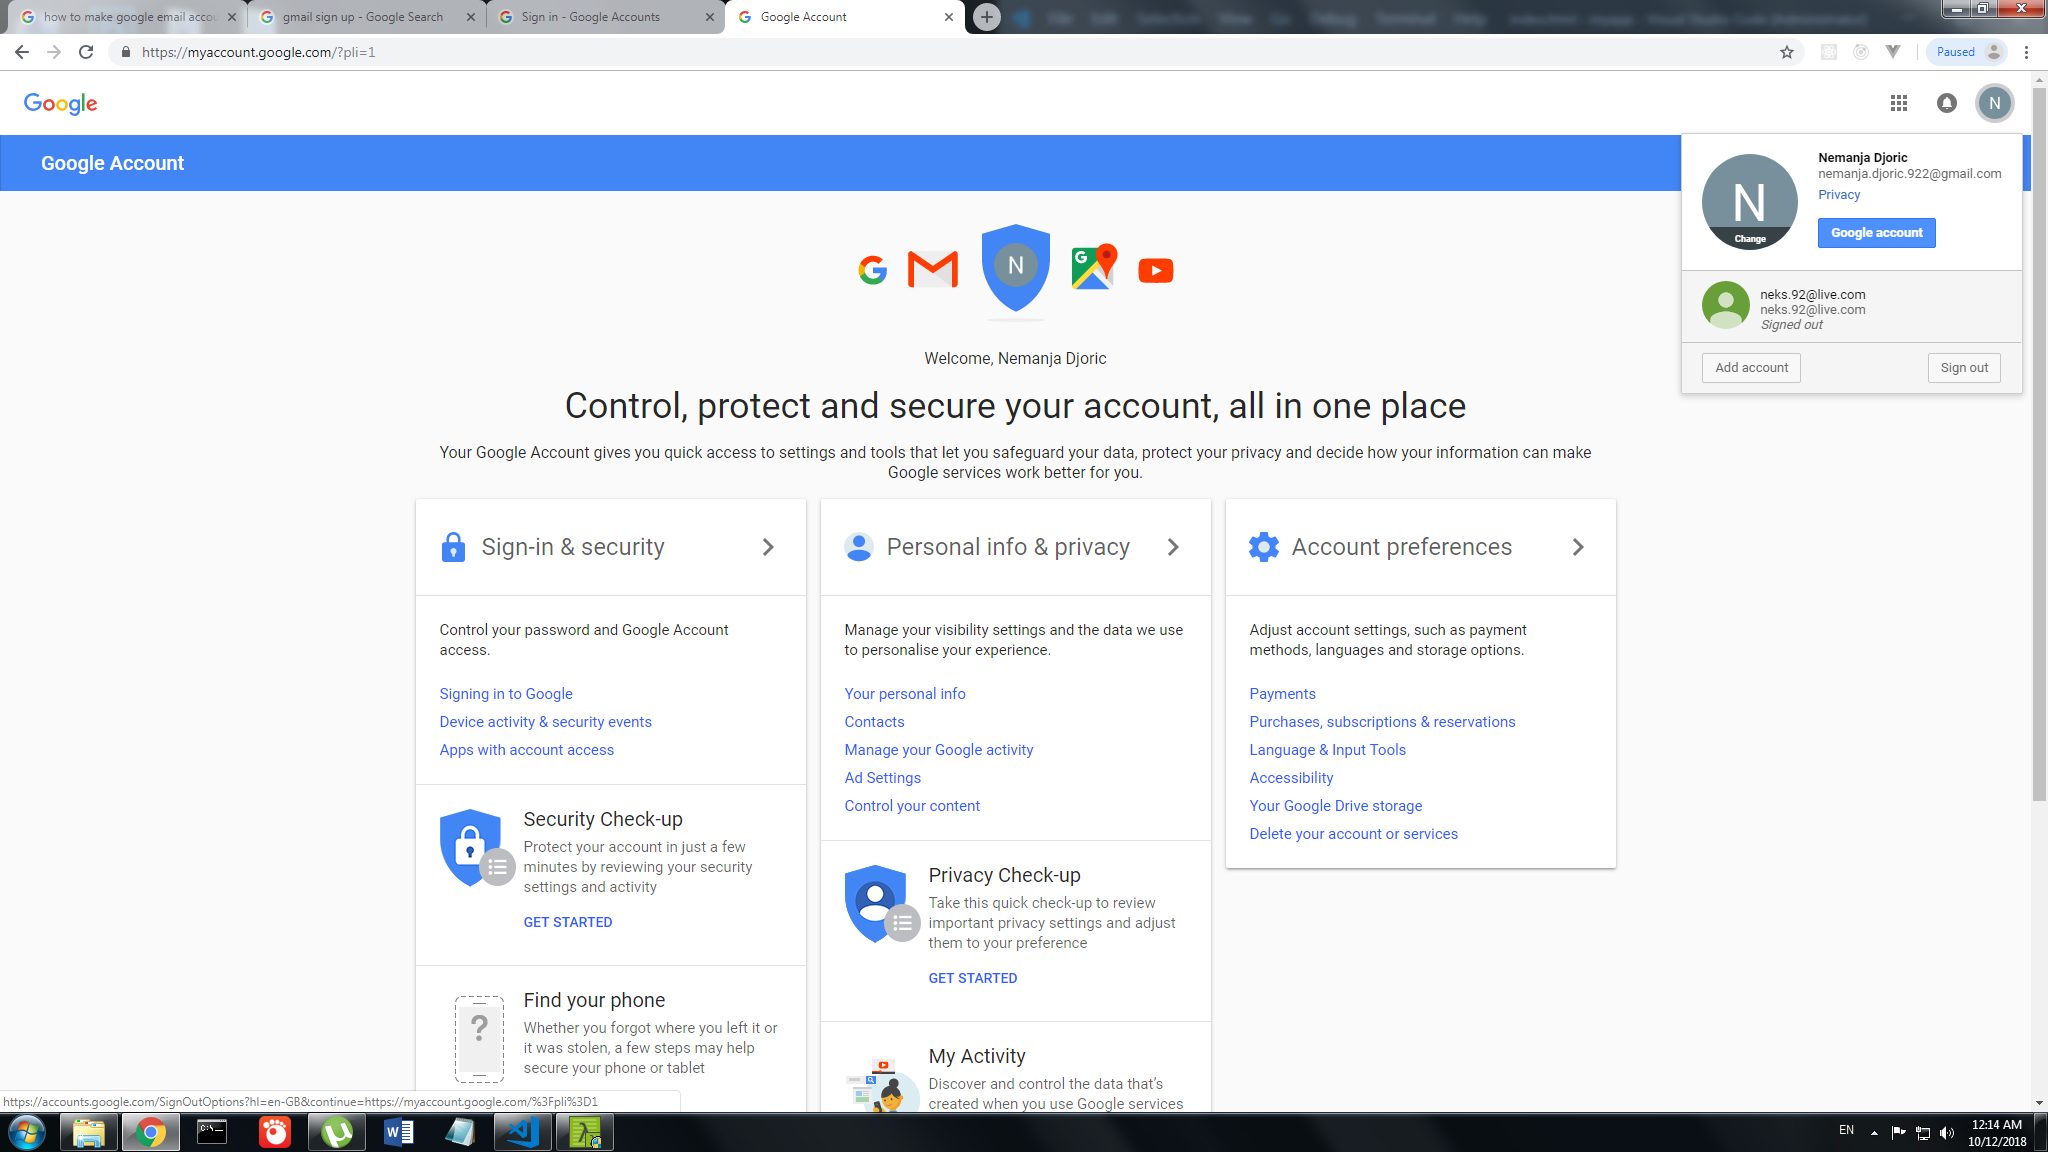 how to make google email accou
gmail sign up - Google Search
Sign in - Google Accounts
Google Account
https://myaccount.google.com/?pli=1
Paused
Google
N
Google Account
Nemanja Djoric
nemanja.djoric.922@gmail.com
Privacy
Google account
N
Change
neks.92@live.com
neks.92@live.com
Signed out
Add account
Sign out
G
N
G
Welcome, Nemanja Djoric
Control, protect and secure your account, all in one place
Your Google Account gives you quick access to settings and tools that let you safeguard your data, protect your privacy and decide how your information can make
Google services work better for you.
Sign-in & security
Control your password and Google Account
access.
Signing in to Google
Device activity & security events
Apps with account access
Security Check-up
Protect your account in just a few
minutes by reviewing your security
settings and activity
GET STARTED
Find your phone
?
Whether you forgot where you left it or
it was stolen, a few steps may help
secure your phone or tablet
Personal info & privacy
Manage your visibility settings and the data we use
to personalise your experience.
Your personal info
Contacts
Manage your Google activity
Ad Settings
Control your content
Privacy Check-up
Take this quick check-up to review
important privacy settings and adjust
them to your preference
GET STARTED
My Activity
Discover and control the data that's
created when you use Google services
Account preferences
Adjust account settings, such as payment
methods, languages and storage options.
Payments
Purchases, subscriptions & reservations
Language & Input Tools
Accessibility
Your Google Drive storage
Delete your account or services
https://accounts.google.com/SignOutOptions?hl=en-GB&continue=https://myaccount.google.com/%3Fpli%3D1
EN
12:14 AM
10/12/2018